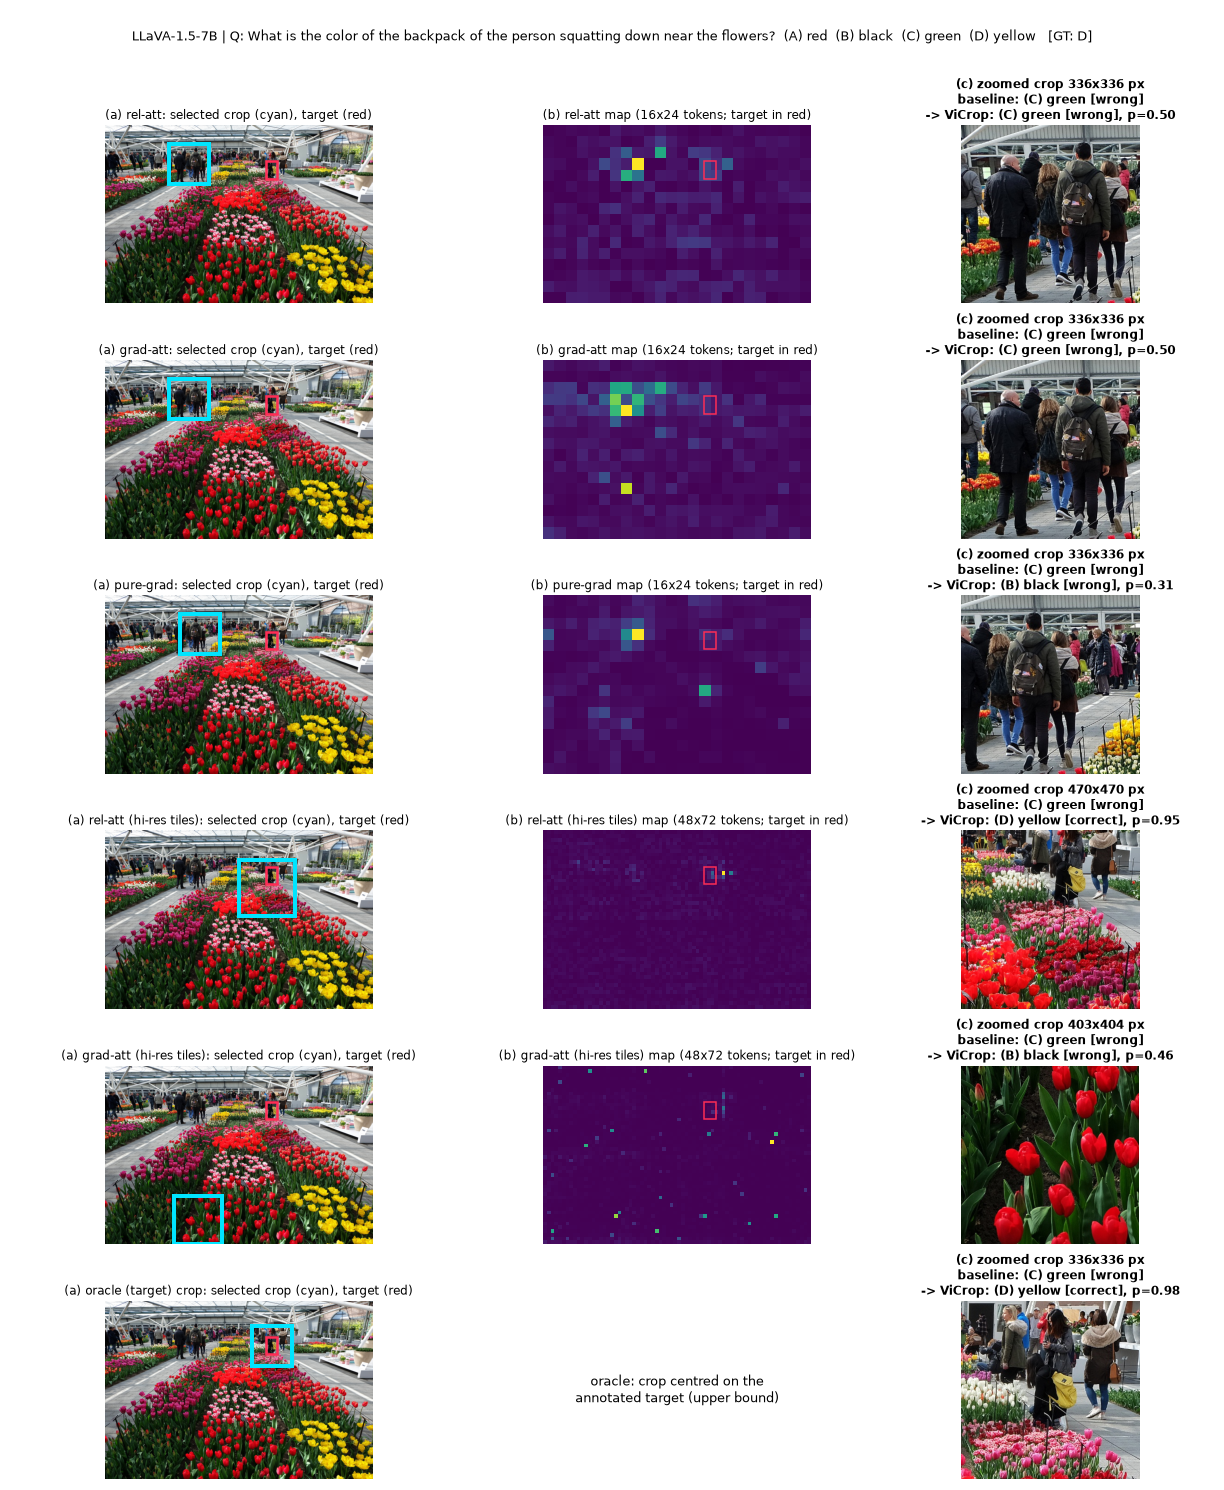 LLaVA-1.5-7B | Q: What is the color of the backpack of the person squatting down near the flowers?  (A) red  (B) black  (C) green  (D) yellow   [GT: D]
(a) rel-att: selected crop (cyan), target (red)
(b) rel-att map (16x24 tokens; target in red)
(c) zoomed crop 336x336 px
baseline: (C) green [wrong]
-> ViCrop: (C) green [wrong], p=0.50
(a) grad-att: selected crop (cyan), target (red)
(b) grad-att map (16x24 tokens; target in red)
(c) zoomed crop 336x336 px
baseline: (C) green [wrong]
-> ViCrop: (C) green [wrong], p=0.50
(a) pure-grad: selected crop (cyan), target (red)
(b) pure-grad map (16x24 tokens; target in red)
(c) zoomed crop 336x336 px
baseline: (C) green [wrong]
-> ViCrop: (B) black [wrong], p=0.31
(a) rel-att (hi-res tiles): selected crop (cyan), target (red)
(b) rel-att (hi-res tiles) map (48x72 tokens; target in red)
(c) zoomed crop 470x470 px
baseline: (C) green [wrong]
-> ViCrop: (D) yellow [correct], p=0.95
(a) grad-att (hi-res tiles): selected crop (cyan), target (red)
(b) grad-att (hi-res tiles) map (48x72 tokens; target in red)
(c) zoomed crop 403x404 px
baseline: (C) green [wrong]
-> ViCrop: (B) black [wrong], p=0.46
(a) oracle (target) crop: selected crop (cyan), target (red)
oracle: crop centred on the
annotated target (upper bound)
(c) zoomed crop 336x336 px
baseline: (C) green [wrong]
-> ViCrop: (D) yellow [correct], p=0.98